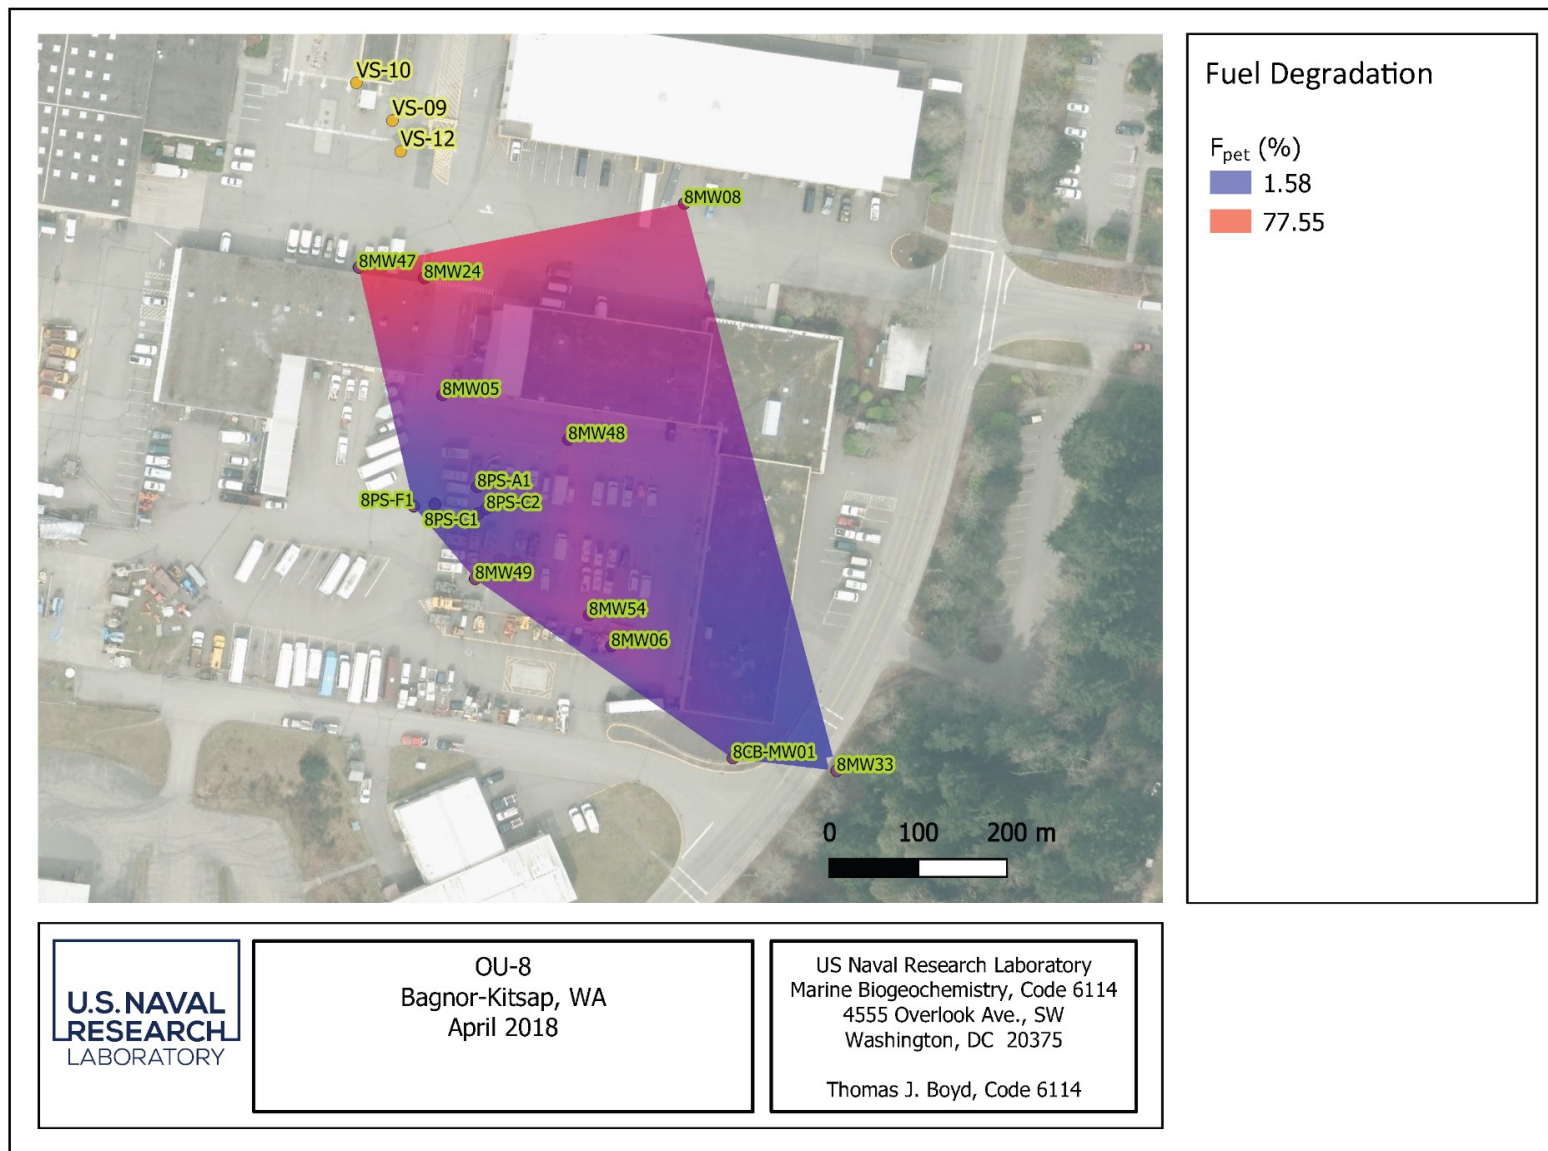 VS-10
VS-09
VS-12
8MW08
8MW47
8MW24
8MW05
8MW48
8PS-A1
8PS-F1
8PS-C2
8PS-C1
8MW49
8MW54
8MW06
8CB-MW01
8MW33
0 100 200 m
Fuel Degradation
Fpet (%)
1.58
77.55
U.S. NAVAL
RESEARCH
LABORATORY
OU-8
Bagnor-Kitsap, WA
April 2018
US Naval Research Laboratory
Marine Biogeochemistry, Code 6114
4555 Overlook Ave., SW
Washington, DC 20375
Thomas J. Boyd, Code 6114